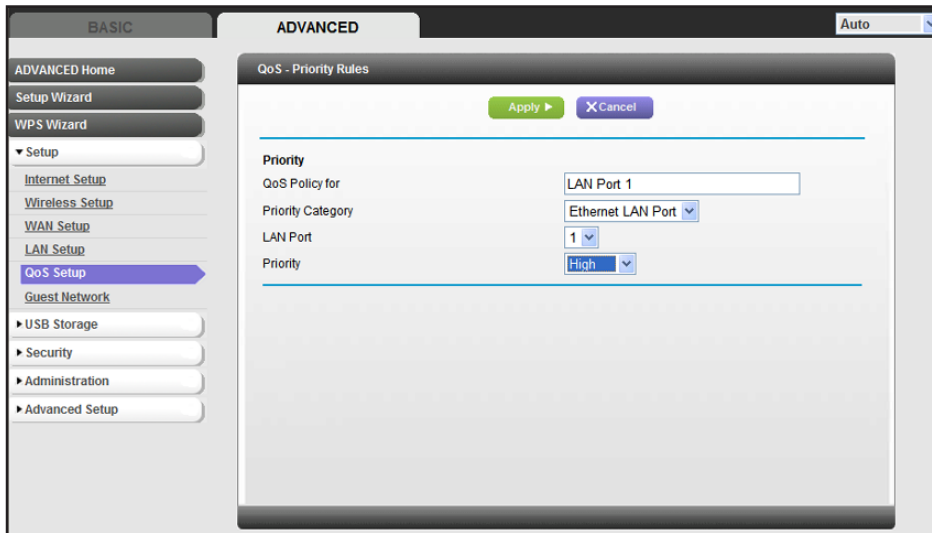 BASIC
ADVANCED
Auto
ADVANCED Home
Setup Wizard
WPS Wizard
Setup
Internet Setup
Wireless Setup
WAN Setup
LAN Setup
QoS Setup
Guest Network
USB Storage
Security
Administration
Advanced Setup
QoS - Priority Rules
Apply
Cancel
Priority
QoS Policy for LAN Port 1
Priority Category Ethernet LAN Port
LAN Port 1
Priority High